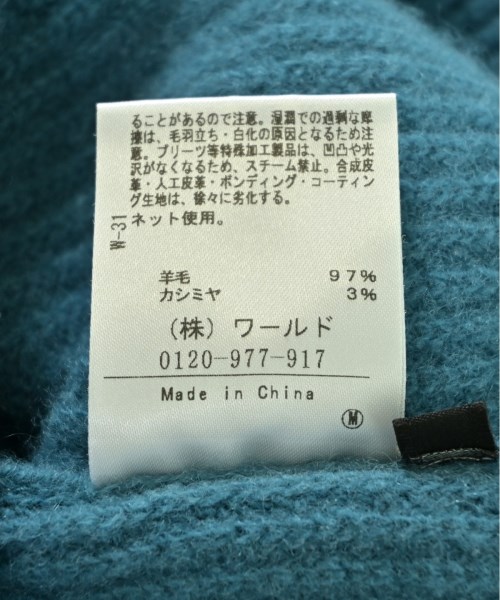 ることがあるので注意。湿潤での過剰な摩
擦は、毛羽立ち・白化の原因となるため注
意。プリーツ等特殊加工製品は、凹凸や光
沢がなくなるため、スチーム禁止。合成皮
革・人工皮革・ボンディング・コーティン
グ生地は、徐々に劣化する。
ネット使用。
W-31
羊毛 97%
カシミヤ 3%
(株) ワールド
0120-977-917
Made in China
M